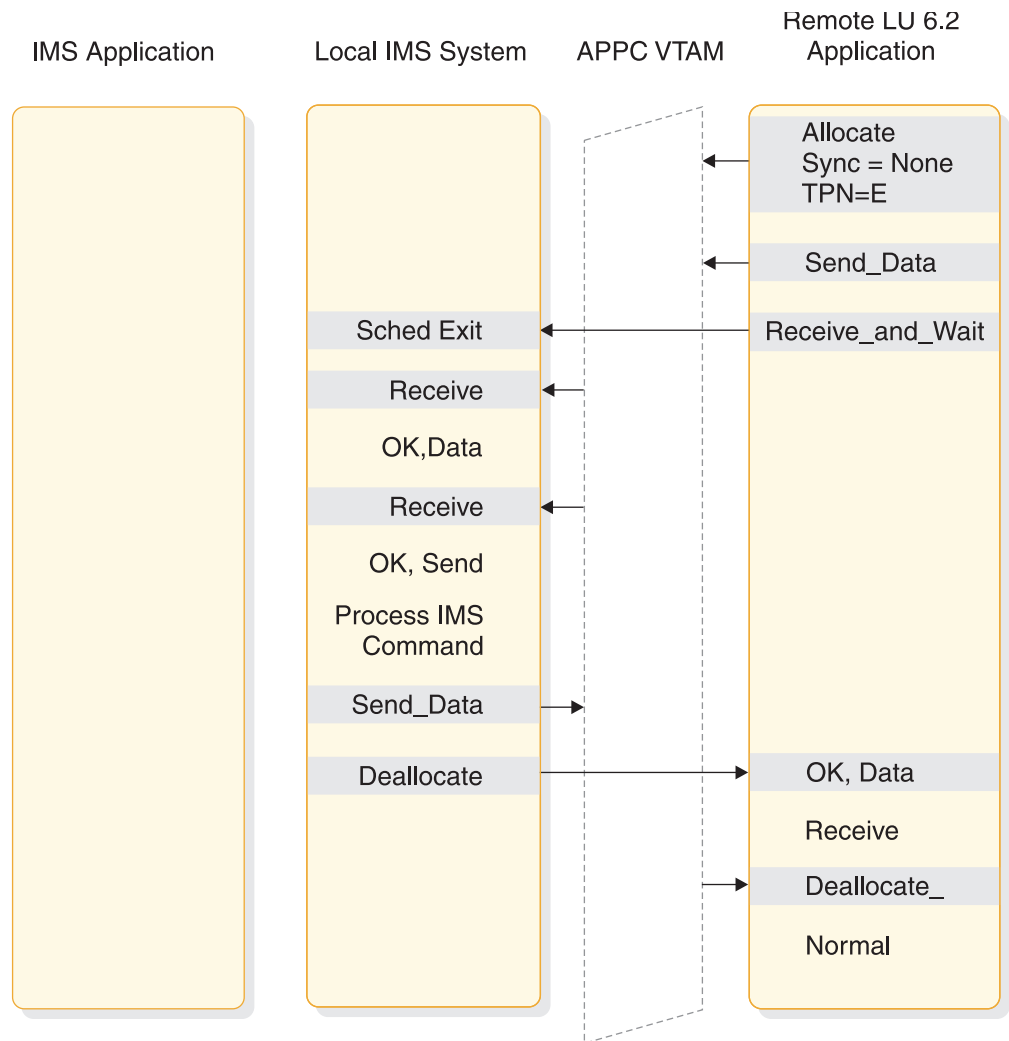 IMS Application
Local IMS System
APPC VTAM
Remote LU 6.2
Application
Allocate
Sync = None
TPN=E
Send_Data
Sched Exit
Receive_and_Wait
Receive
OK,Data
Receive
OK, Send
Process IMS
Command
Send_Data
Deallocate
OK, Data
Receive
Deallocate_
Normal